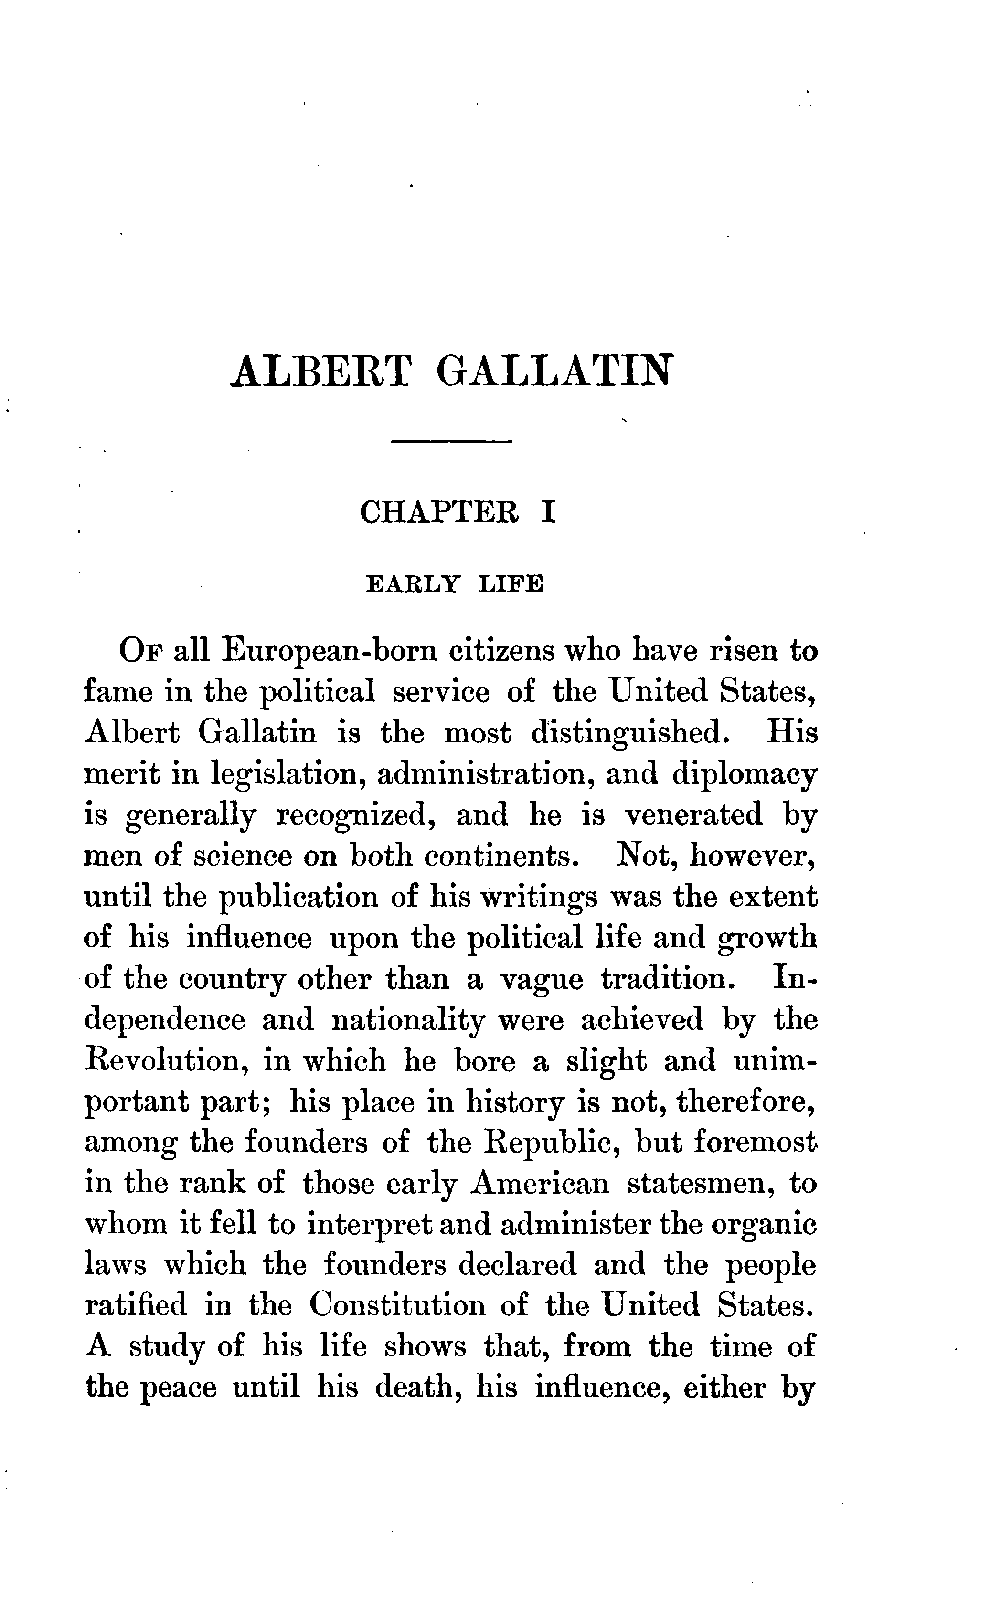 ALBERT GALLATIN
CHAPTER I
EARLY LIFE
OF all European-born citizens who have risen to
fame in the political service of the United States,
Albert Gallatin is the most distinguished. His
merit in legislation, administration, and diplomacy
is generally recognized, and he is venerated by
men of science on both continents. Not, however,
until the publication of his writings was the extent
of his influence upon the political life and growth
of the country other than a vague tradition. In-
dependence and nationality were achieved by the
Revolution, in which he bore a slight and unim-
portant part; his place in history is not, therefore,
among the founders of the Republic, but foremost
in the rank of those early American statesmen, to
whom it fell to interpret and administer the organic
laws which the founders declared and the people
ratified in the Constitution of the United States.
A study of his life shows that, from the time of
the peace until his death, his influence, either by